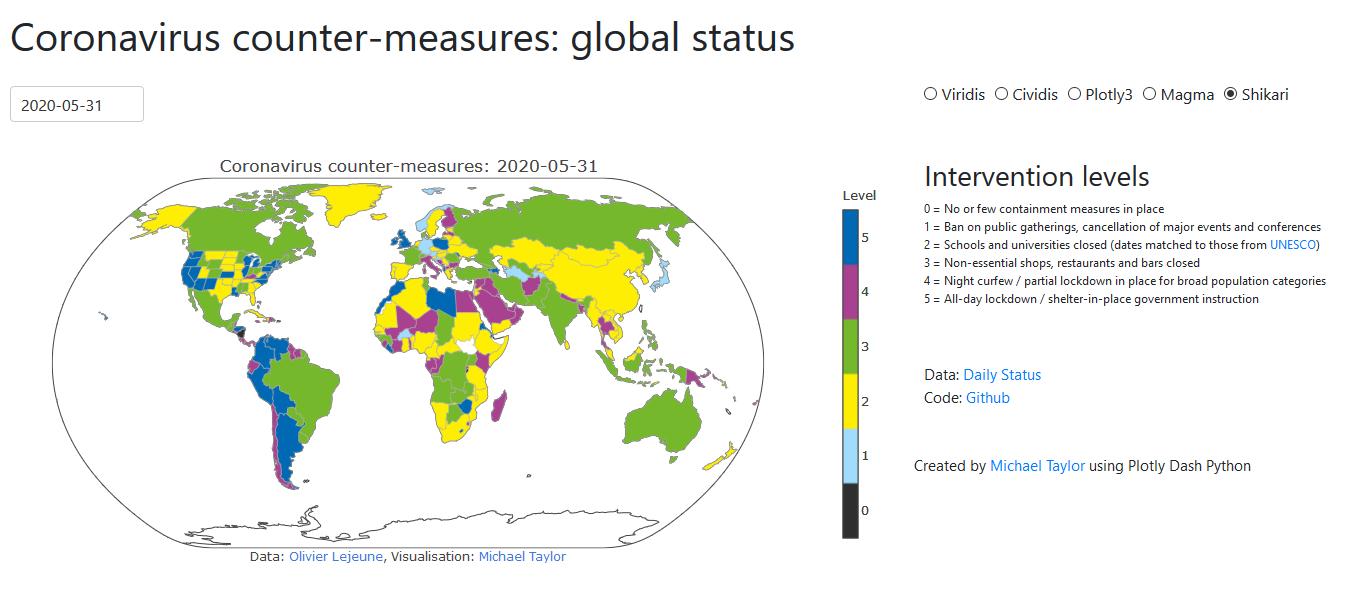 Coronavirus counter-measures: global status
2020-05-31
Viridis Cividis Plotly3 Magma Shikari
Coronavirus counter-measures: 2020-05-31
Level
5
4
3
2
1
0
Data: Olivier Lejeune, Visualisation: Michael Taylor
Intervention levels
0 = No or few containment measures in place
1 = Ban on public gatherings, cancellation of major events and conferences
2 = Schools and universities closed (dates matched to those from UNESCO)
3 = Non-essential shops, restaurants and bars closed
4 = Night curfew / partial lockdown in place for broad population categories
5 = All-day lockdown / shelter-in-place government instruction
Data: Daily Status
Code: Github
Created by Michael Taylor using Plotly Dash Python